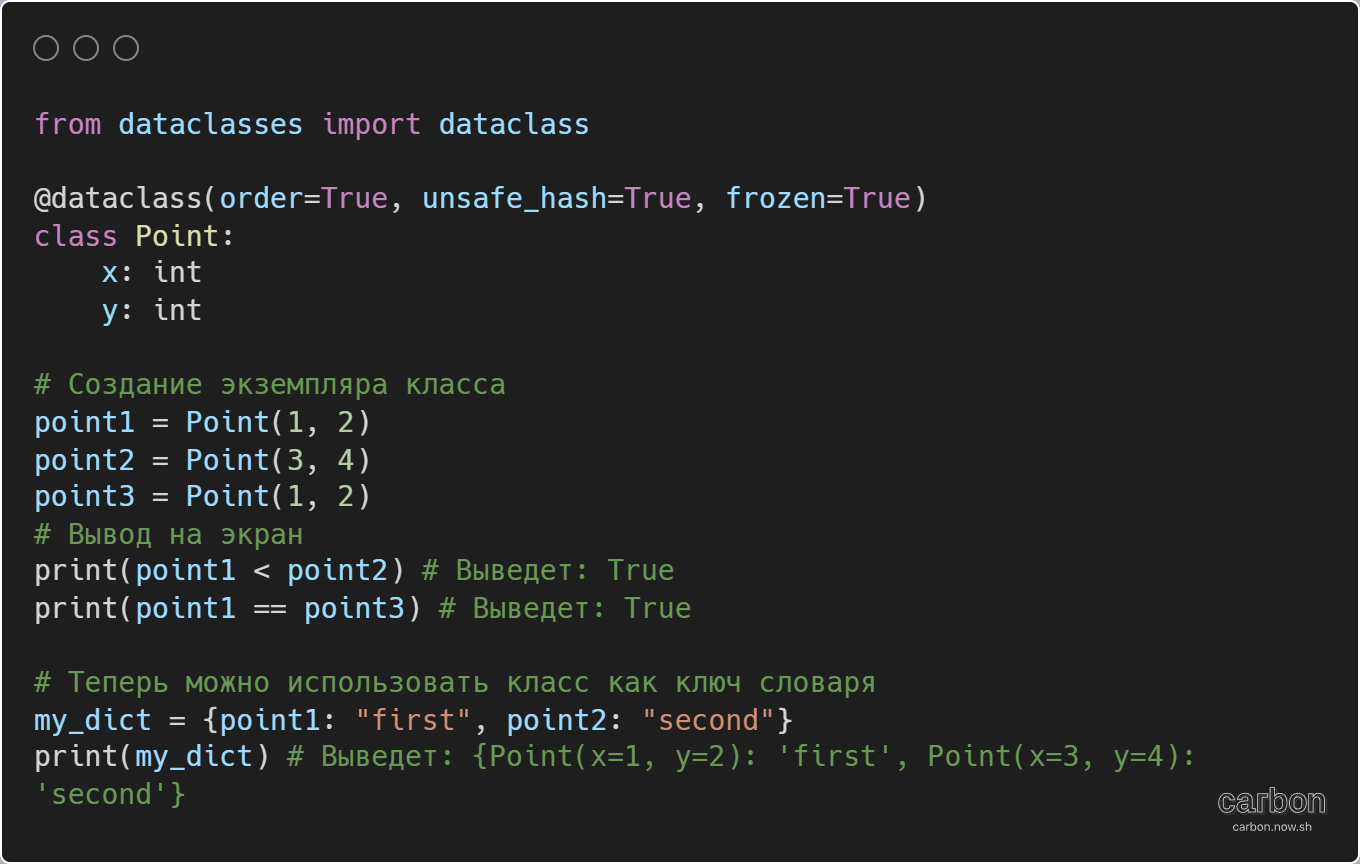 from dataclasses import dataclass
@dataclass(order=True, unsafe_hash=True, frozen=True)
class Point:
    x: int
    y: int
# Создание экземпляра класса
point1 = Point(1, 2)
point2 = Point(3, 4)
point3 = Point(1, 2)
# Вывод на экран
print(point1 < point2) # Выведет: True
print(point1 == point3) # Выведет: True
# Теперь можно использовать класс как ключ словаря
my_dict = {point1: "first", point2: "second"}
print(my_dict) # Выведет: {Point(x=1, y=2): 'first', Point(x=3, y=4):
'second'}
carbon
carbon.now.sh